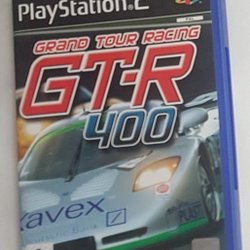 PlayStation 2
GRAND TOUR RACING
GT-R
400
xavex